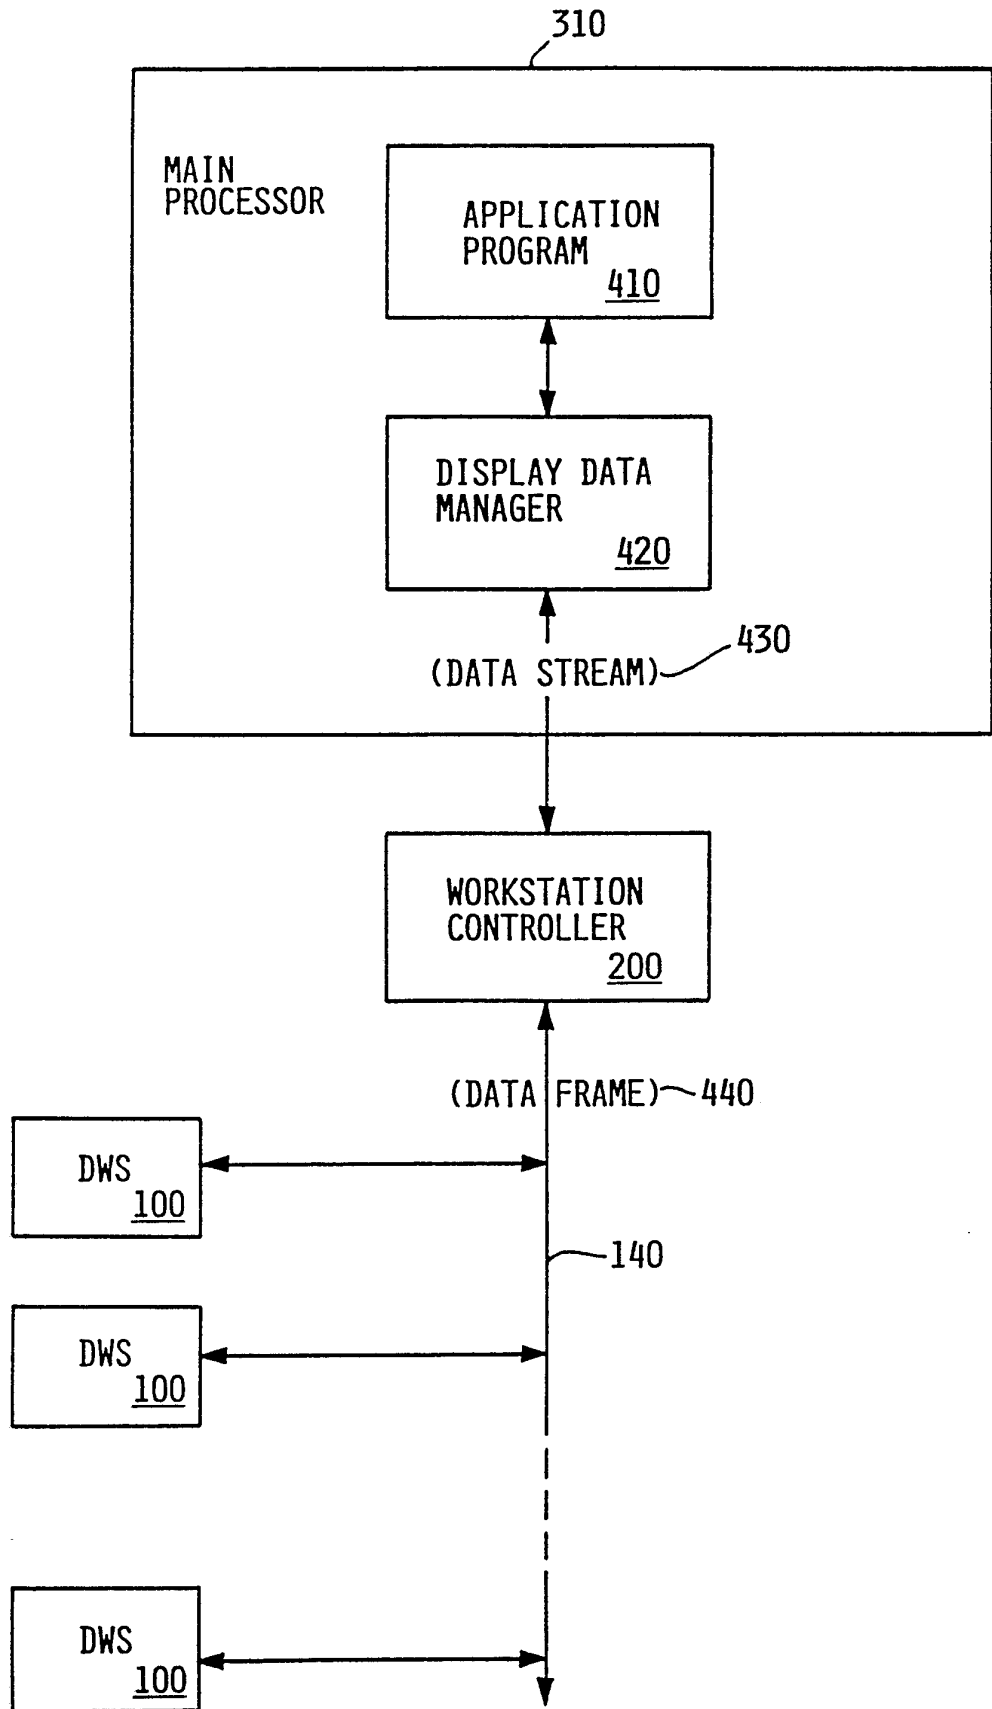 310
MAIN
PROCESSOR
APPLICATION
PROGRAM
410
DISPLAY DATA
MANAGER
420
430
(DATA STREAM)
WORKSTATION
CONTROLLER
200
(DATA FRAME)
440
DWS
100
140
DWS
100
DWS
100